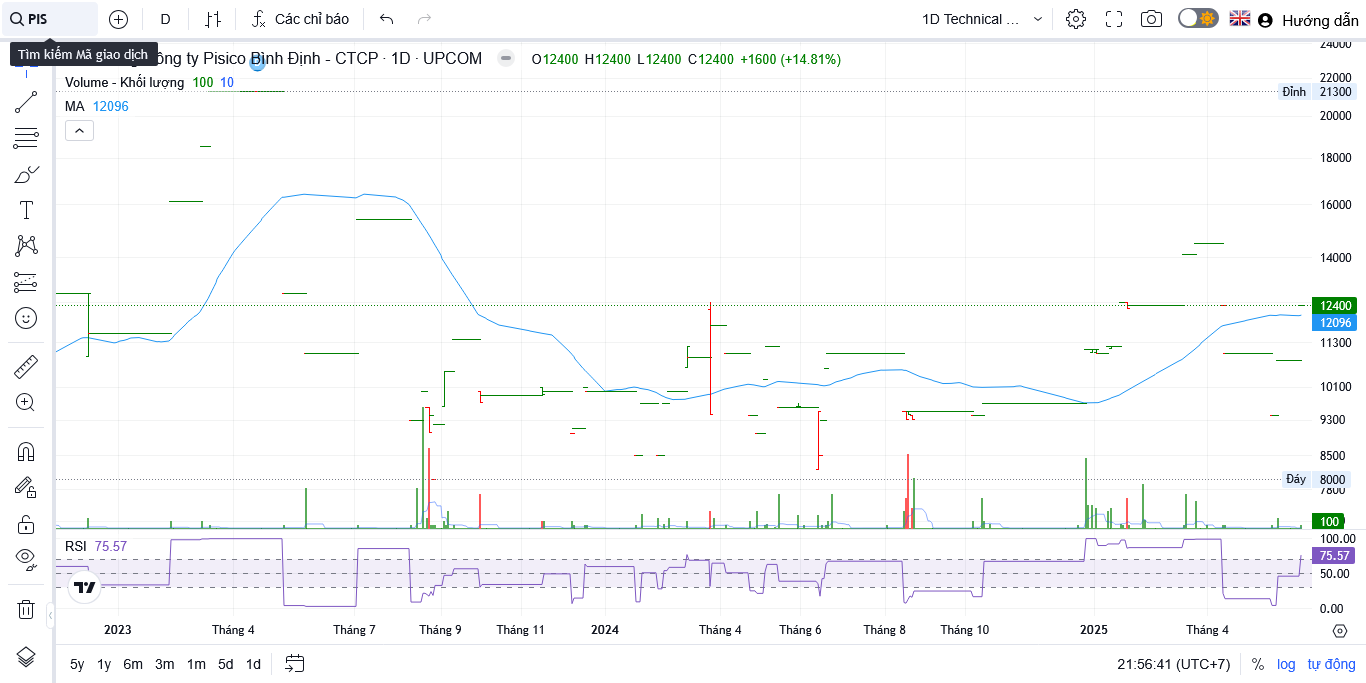 PIS
D
Các chỉ báo
1D Technical ...
Hướng dẫn
Tìm kiếm Mã giao dịch
ông ty Pisico Bình Định - CTCP · 1D · UPCOM
O12400 H12400 L12400 C12400 +1600 (+14.81%)
Volume - Khối lượng 100 10
MA 12096
24000
22000
Đỉnh 21300
20000
18000
16000
14000
12400
12096
11300
10100
9300
8500
Đáy 8000
7800
100
RSI 75.57
100.00
75.57
50.00
0.00
2023 Tháng 4 Tháng 7 Tháng 9 Tháng 11 2024 Tháng 4 Tháng 6 Tháng 8 Tháng 10 2025 Tháng 4
5y 1y 6m 3m 1m 5d 1d
21:56:41 (UTC+7) % log tự động